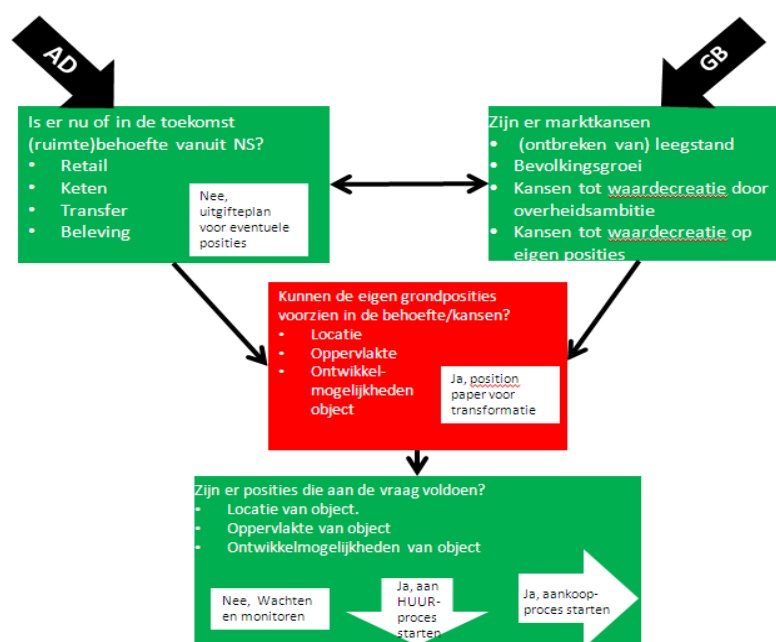 AD
GB
Is er nu of in de toekomst
(ruimte)behoefte vanuit NS?
• Retail
• Keten
• Transfer
• Beleving
Nee,
uitgifteplan
voor eventuele
posities
Zijn er marktkansen
• (ontbreken van) leegstand
• Bevolkingsgroei
• Kansen tot waardecreatie door
overheidsambitie
• Kansen tot waardecreatie op
eigen posities
Kunnen de eigen grondposities
voorzien in de behoefte/kansen?
• Locatie
• Oppervlakte
• Ontwikkel-
mogelijkheden
object
Ja, position
paper voor
transformatie
Zijn er posities die aan de vraag voldoen?
• Locatie van object.
• Oppervlakte van object
• Ontwikkelmogelijkheden van object
Nee, Wachten
en monitoren
Ja, aan
HUUR-
proces
starten
Ja, aankoop-
proces starten